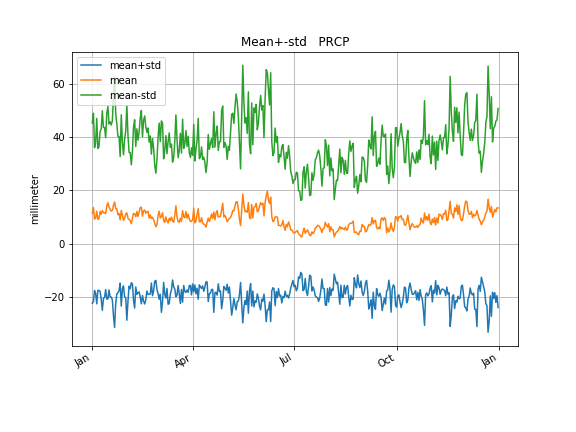 Mean+-std PRCP
mean+std
mean
mean-std
millimeter
60
40
20
0
−20
Jan
Apr
Jul
Oct
Jan